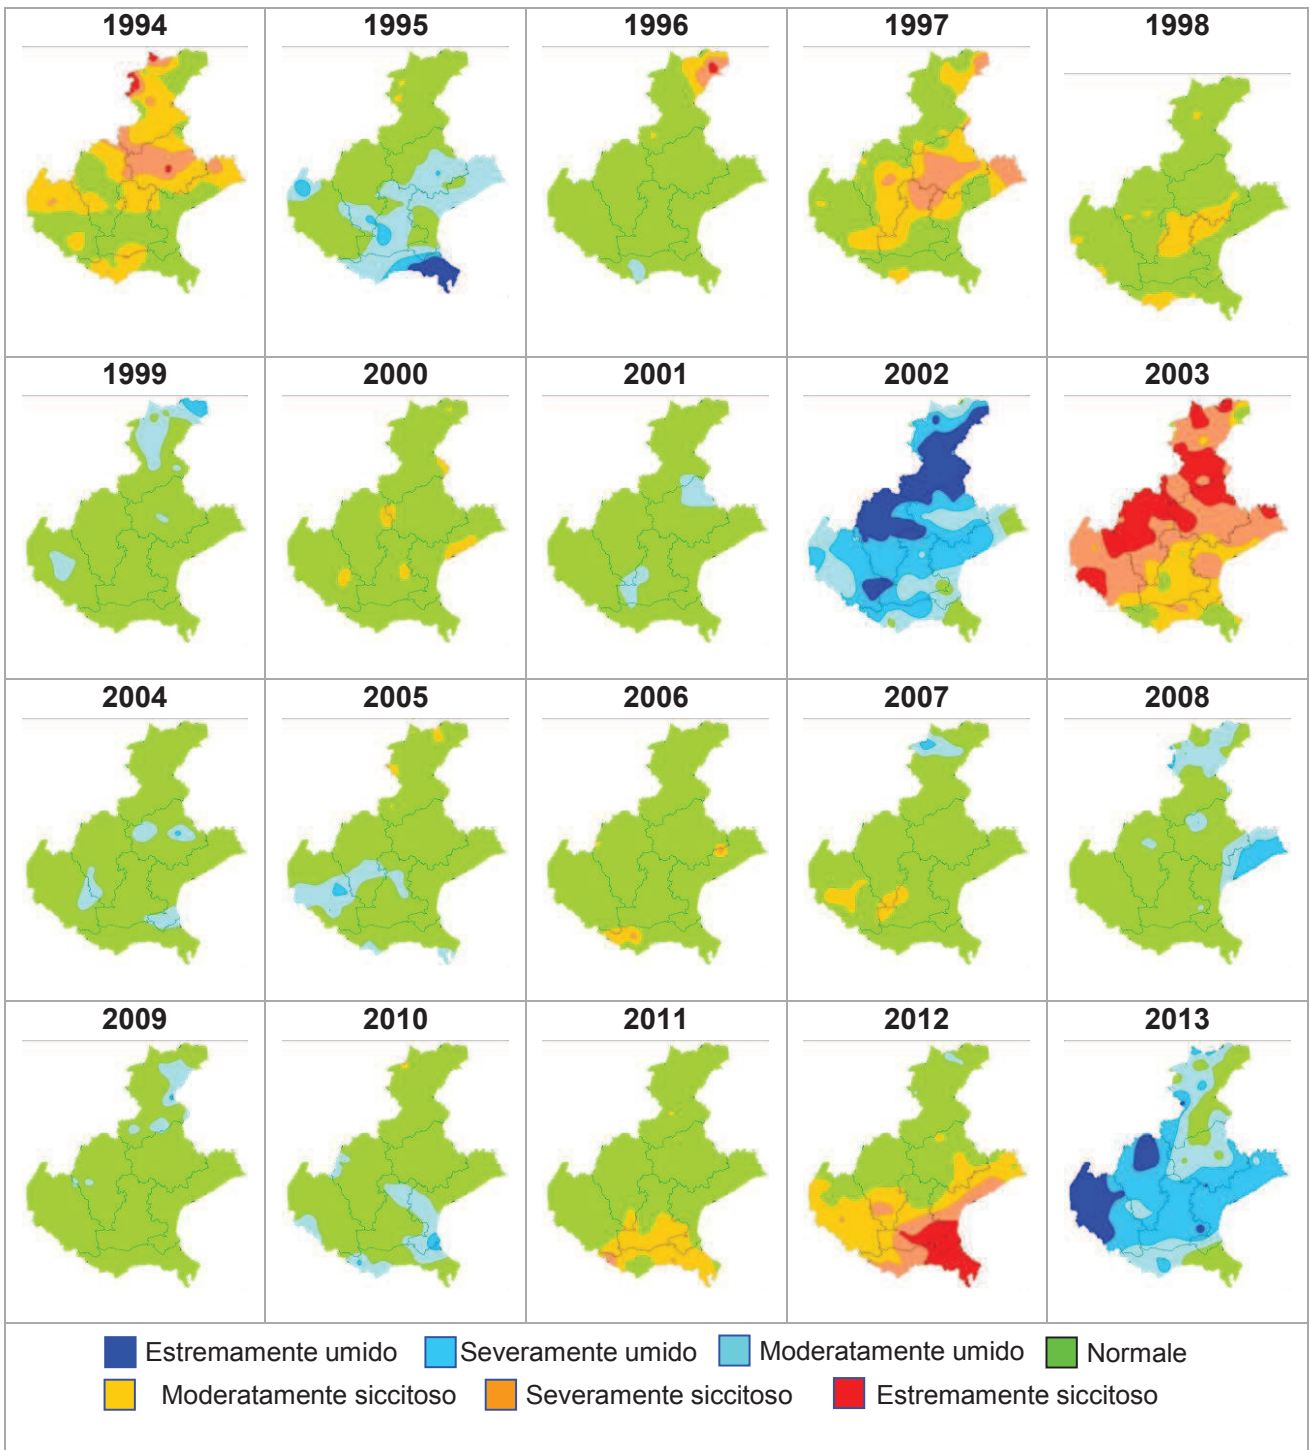 1994 1995 1996 1997 1998
1999 2000 2001 2002 2003
2004 2005 2006 2007 2008
2009 2010 2011 2012 2013
Estremamente umido Severamente umido Moderatamente umido Normale
Moderatamente siccitoso Severamente siccitoso Estremamente siccitoso